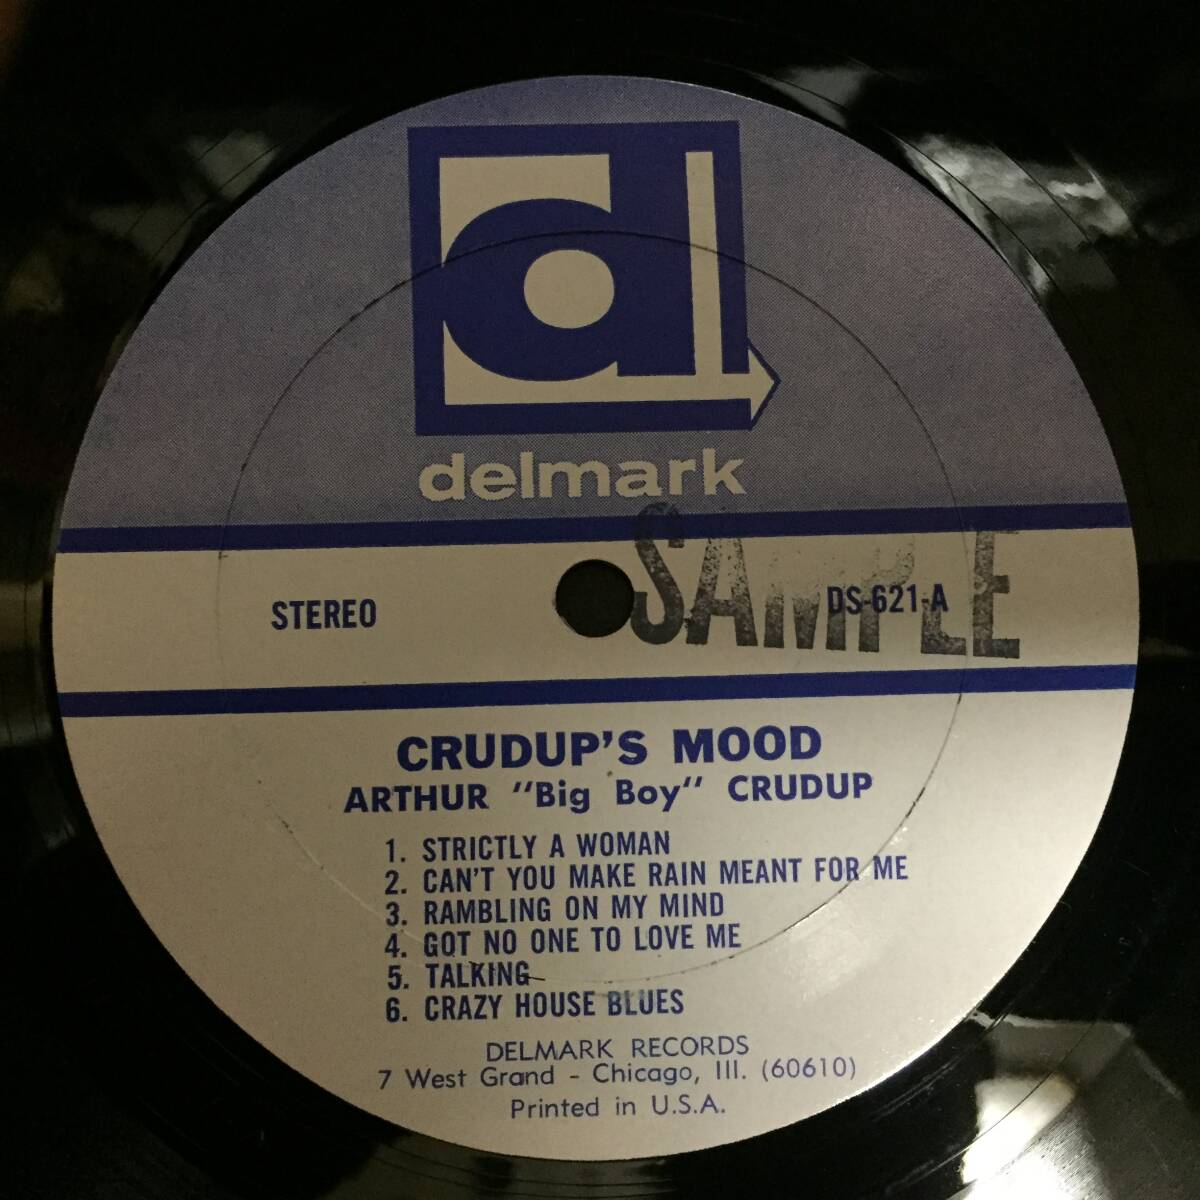 d
delmark
STEREO
SAMPLE
DS-621-A
CRUDUP'S MOOD
ARTHUR "Big Boy" CRUDUP
1. STRICTLY A WOMAN
2. CAN'T YOU MAKE RAIN MEANT FOR ME
3. RAMBLING ON MY MIND
4. GOT NO ONE TO LOVE ME
5. TALKING
6. CRAZY HOUSE BLUES
DELMARK RECORDS
7 West Grand - Chicago, Ill. (60610)
Printed in U.S.A.